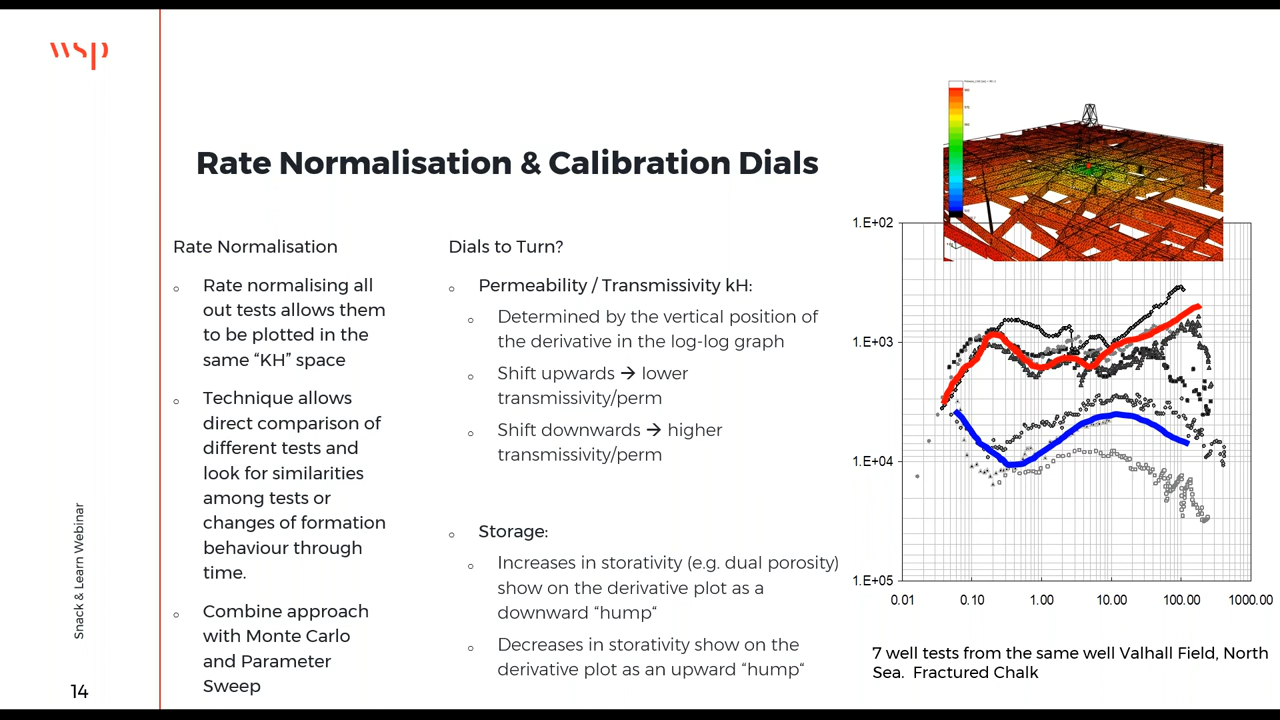 wsp
Rate Normalisation & Calibration Dials
Rate Normalisation
Rate normalising all
out tests allows them
to be plotted in the
same “KH” space
Technique allows
direct comparison of
different tests and
look for similarities
among tests or
changes of formation
behaviour through
time.
Combine approach
with Monte Carlo
and Parameter
Sweep
Dials to Turn?
Permeability / Transmissivity kH:
Determined by the vertical position of
the derivative in the log-log graph
Shift upwards → lower
transmissivity/perm
Shift downwards → higher
transmissivity/perm
Storage:
Increases in storativity (e.g. dual porosity)
show on the derivative plot as a
downward “hump“
Decreases in storativity show on the
derivative plot as an upward “hump“
1.E+02
1.E+03
1.E+04
1.E+05
0.01 0.10 1.00 10.00 100.00 1000.00
7 well tests from the same well Valhall Field, North
Sea. Fractured Chalk
Snack & Learn Webinar
14